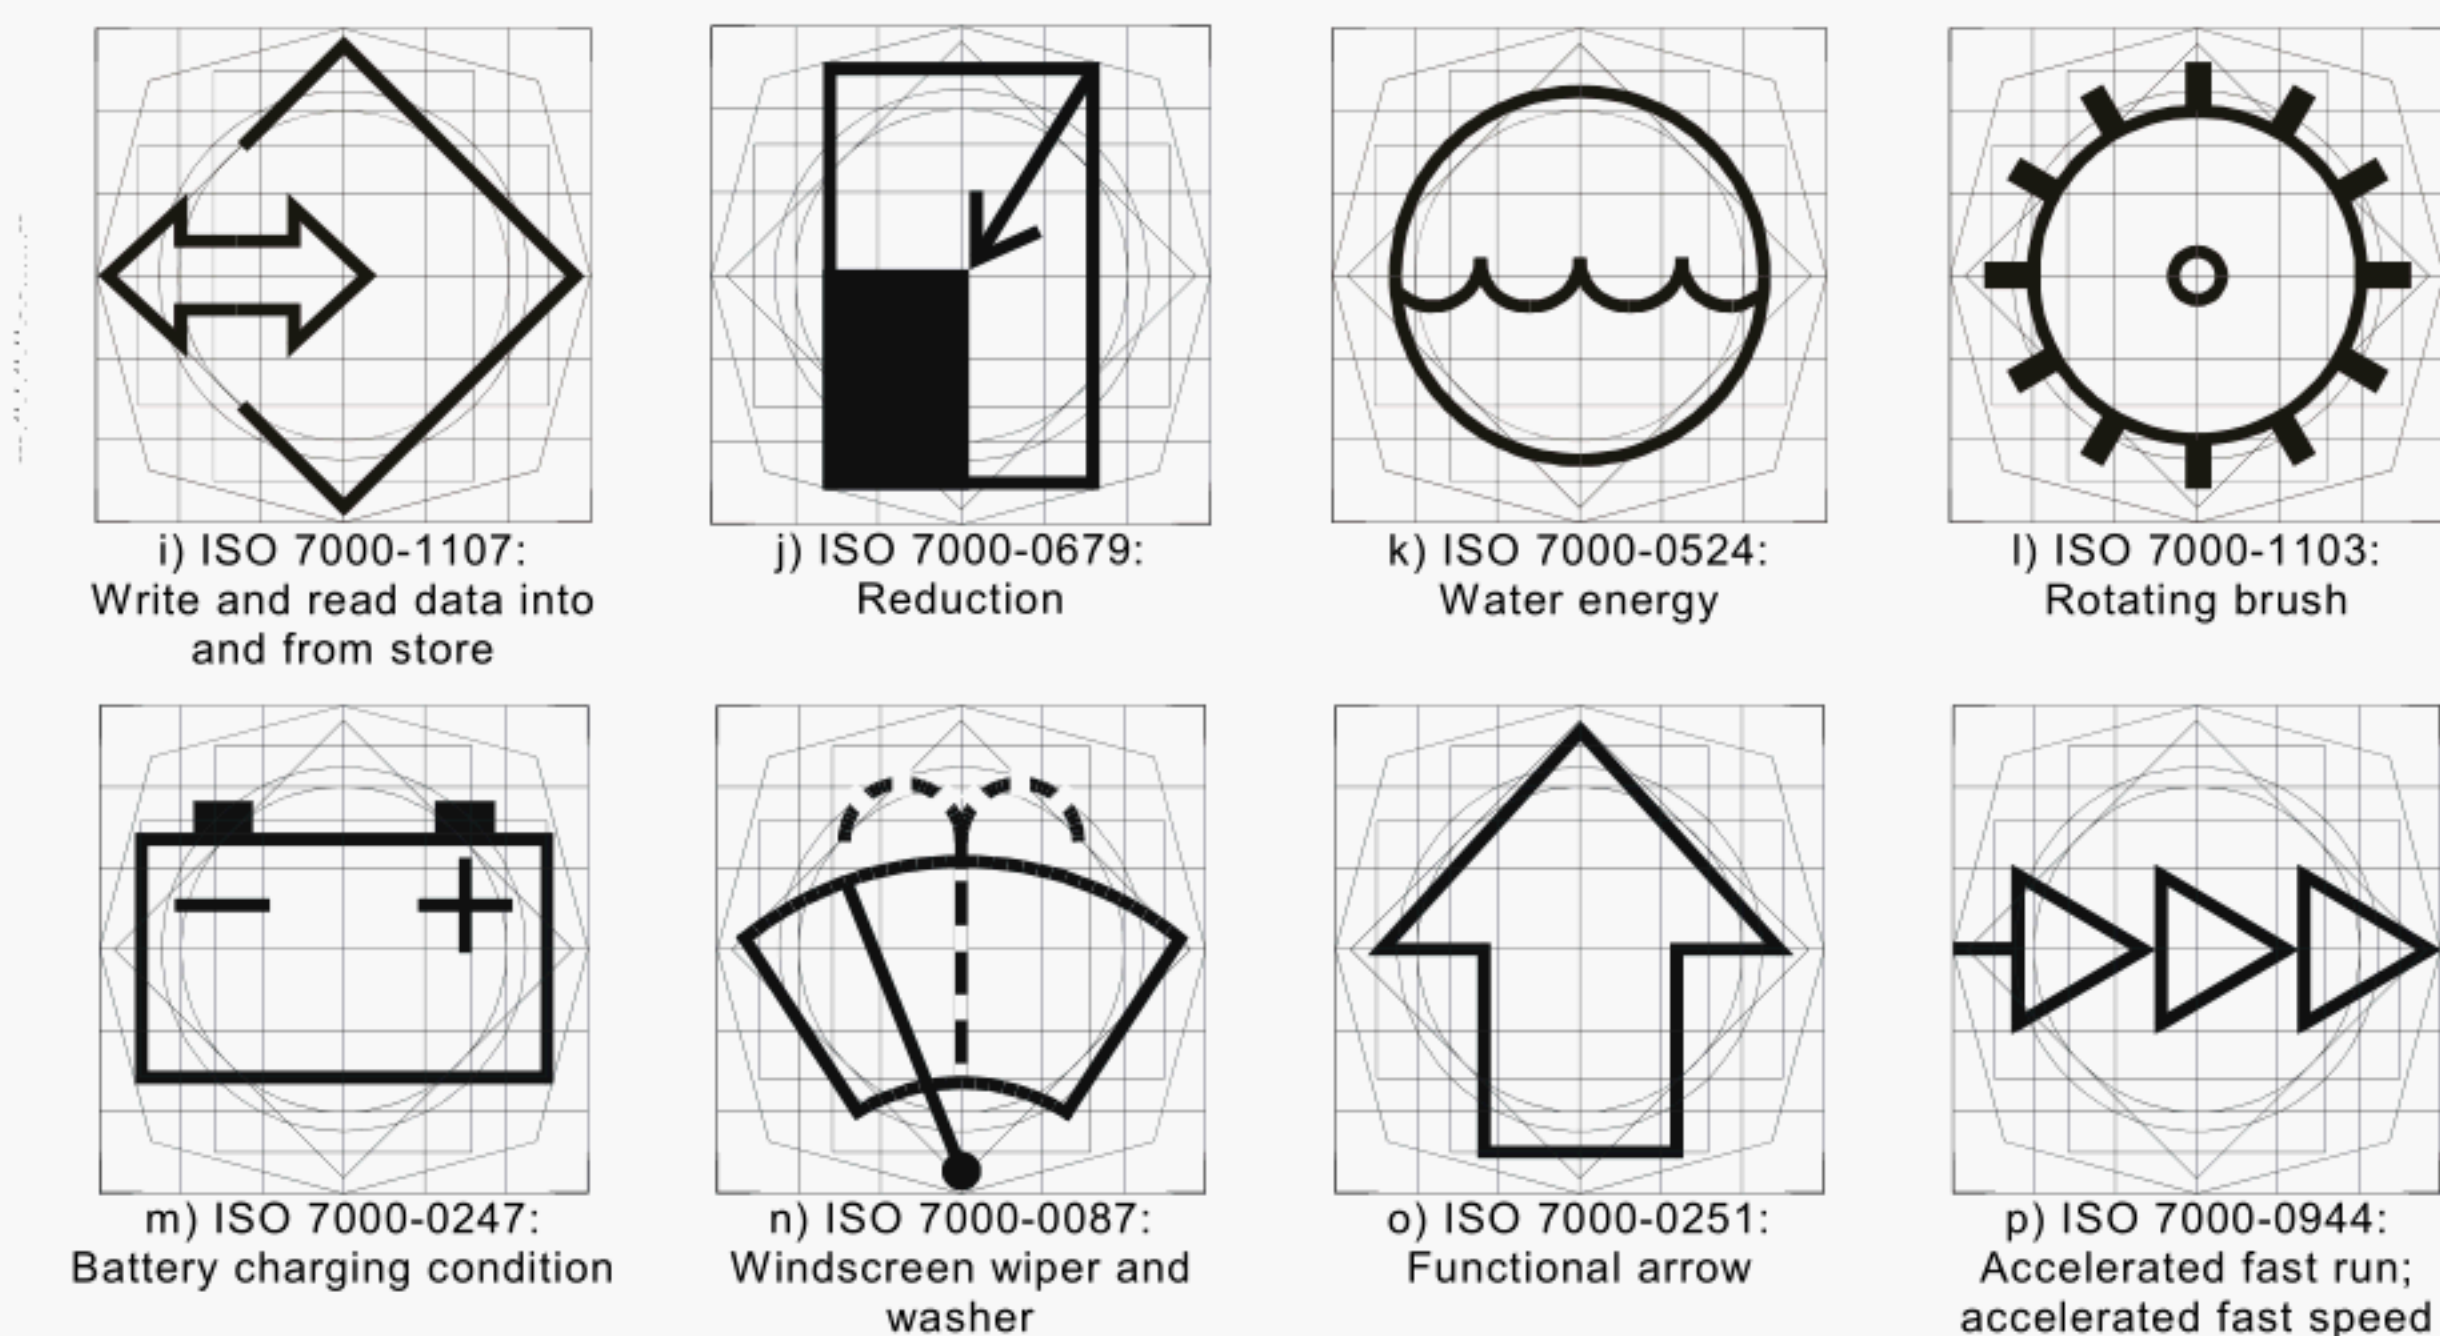 i) ISO 7000-1107:
Write and read data into
and from store
j) ISO 7000-0679:
Reduction
k) ISO 7000-0524:
Water energy
l) ISO 7000-1103:
Rotating brush
m) ISO 7000-0247:
Battery charging condition
n) ISO 7000-0087:
Windscreen wiper and
washer
o) ISO 7000-0251:
Functional arrow
p) ISO 7000-0944:
Accelerated fast run;
accelerated fast speed